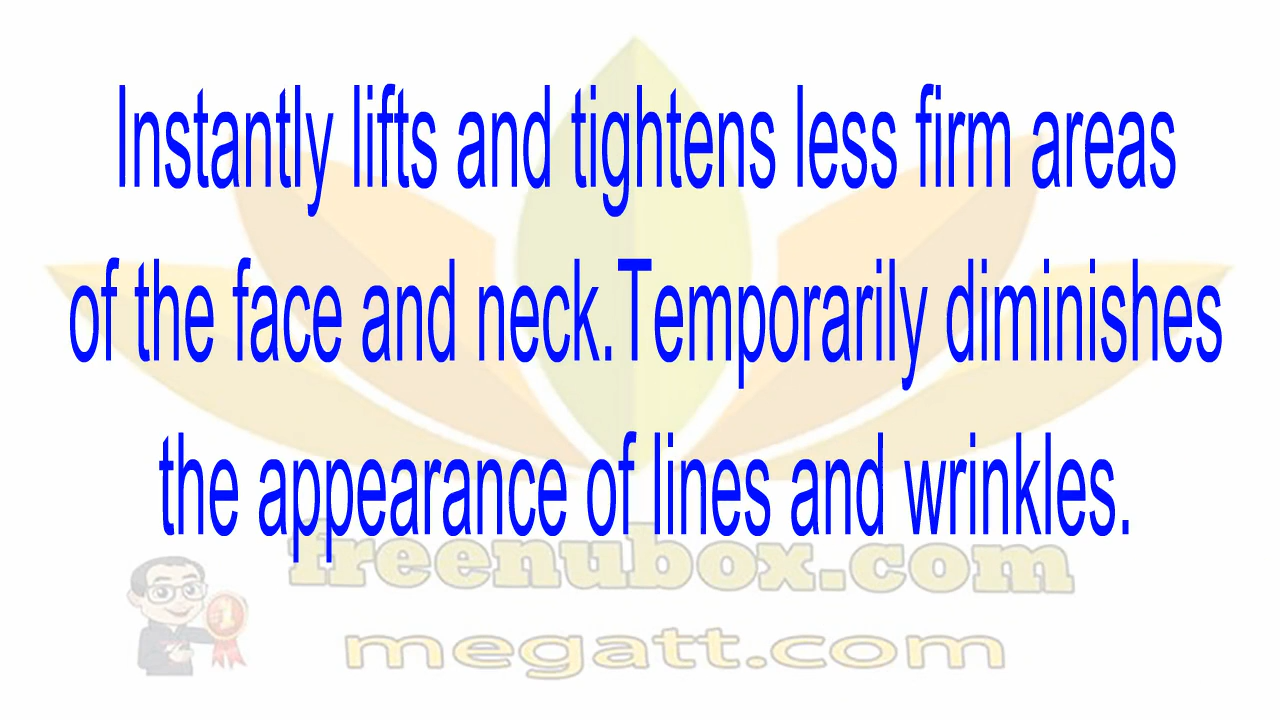 Instantly lifts and tightens less firm areas
of the face and neck.Temporarily diminishes
the appearance of lines and wrinkles.
freenubox.com
1
megatt.com